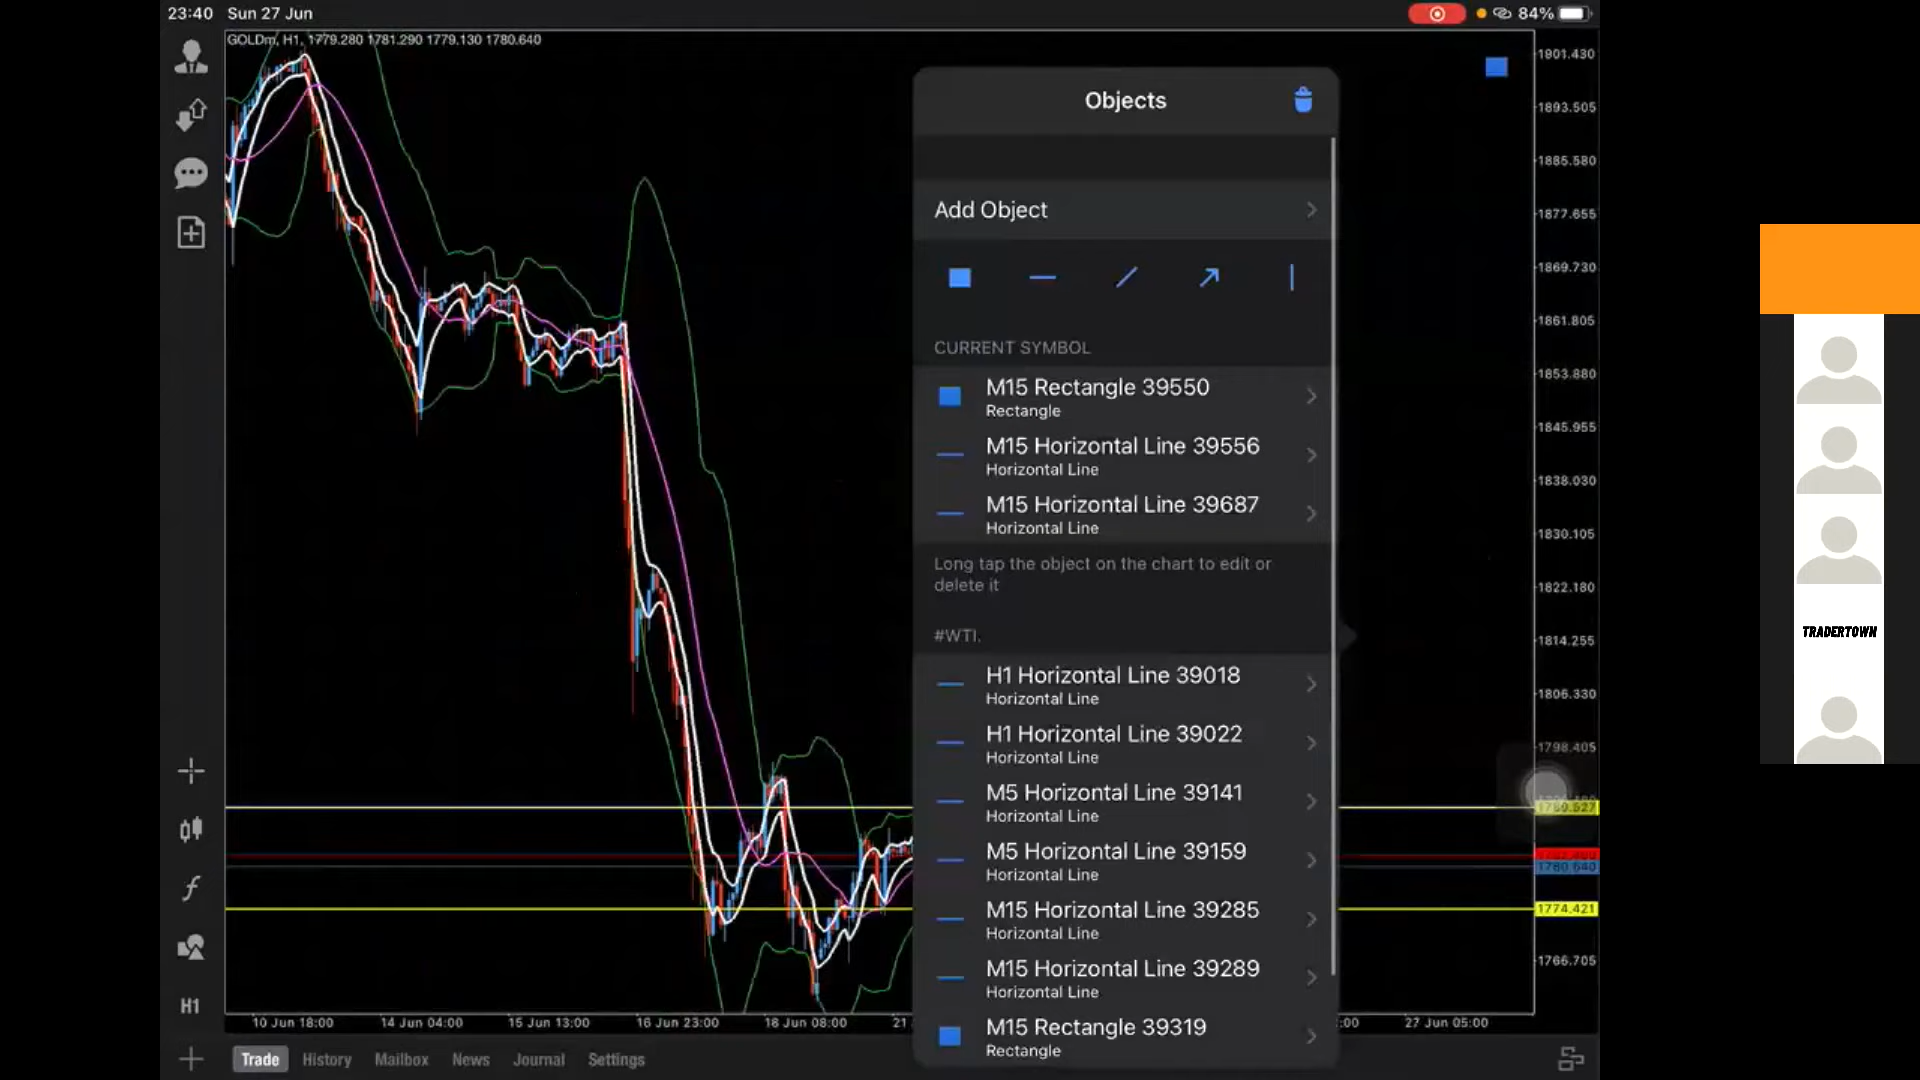 23:40 Sun 27 Jun
84%
GOLDm, H1, 1779.280 1781.290 1779.130 1780.640
Objects
Add Object
CURRENT SYMBOL
M15 Rectangle 39550
Rectangle
M15 Horizontal Line 39556
Horizontal Line
M15 Horizontal Line 39687
Horizontal Line
Long tap the object on the chart to edit or
delete it
#WTI.
H1 Horizontal Line 39018
Horizontal Line
H1 Horizontal Line 39022
Horizontal Line
M5 Horizontal Line 39141
Horizontal Line
M5 Horizontal Line 39159
Horizontal Line
M15 Horizontal Line 39285
Horizontal Line
M15 Horizontal Line 39289
Horizontal Line
M15 Rectangle 39319
Rectangle
1901.430
1893.505
1885.580
1877.655
1869.730
1861.805
1853.880
1845.955
1838.030
1830.105
1822.180
1814.255
1806.330
1798.405
1789.527
1780.640
1774.421
1766.705
TRADERTOWN
H1
10 Jun 18:00 14 Jun 04:00 15 Jun 13:00 16 Jun 23:00 18 Jun 08:00 21 :00 27 Jun 05:00
Trade History Mailbox News Journal Settings